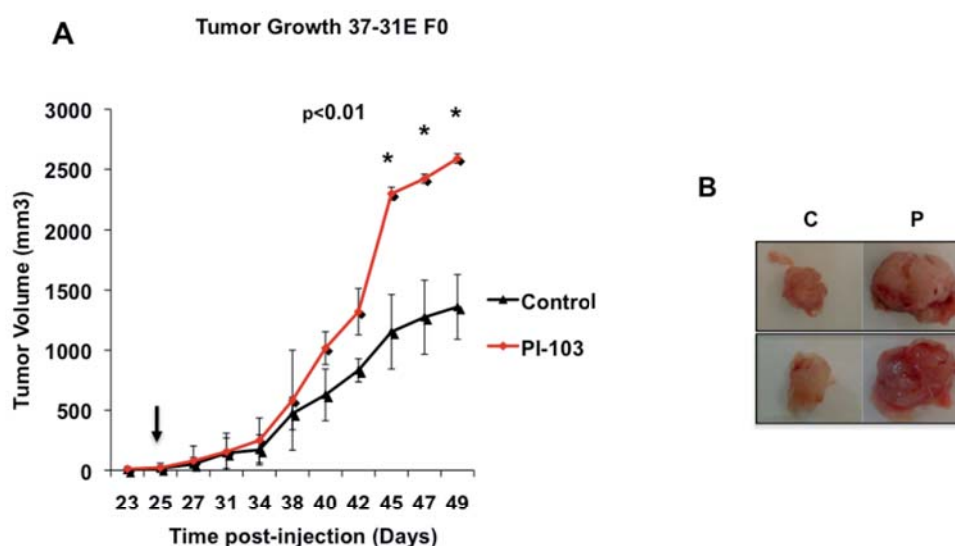 A
Tumor Growth 37-31E F0
p<0.01
* * *
Tumor Volume (mm3)
3000
2500
2000
1500
1000
500
0
23 25 27 31 34 38 40 42 45 47 49
Time post-injection (Days)
Control
PI-103
B
C P